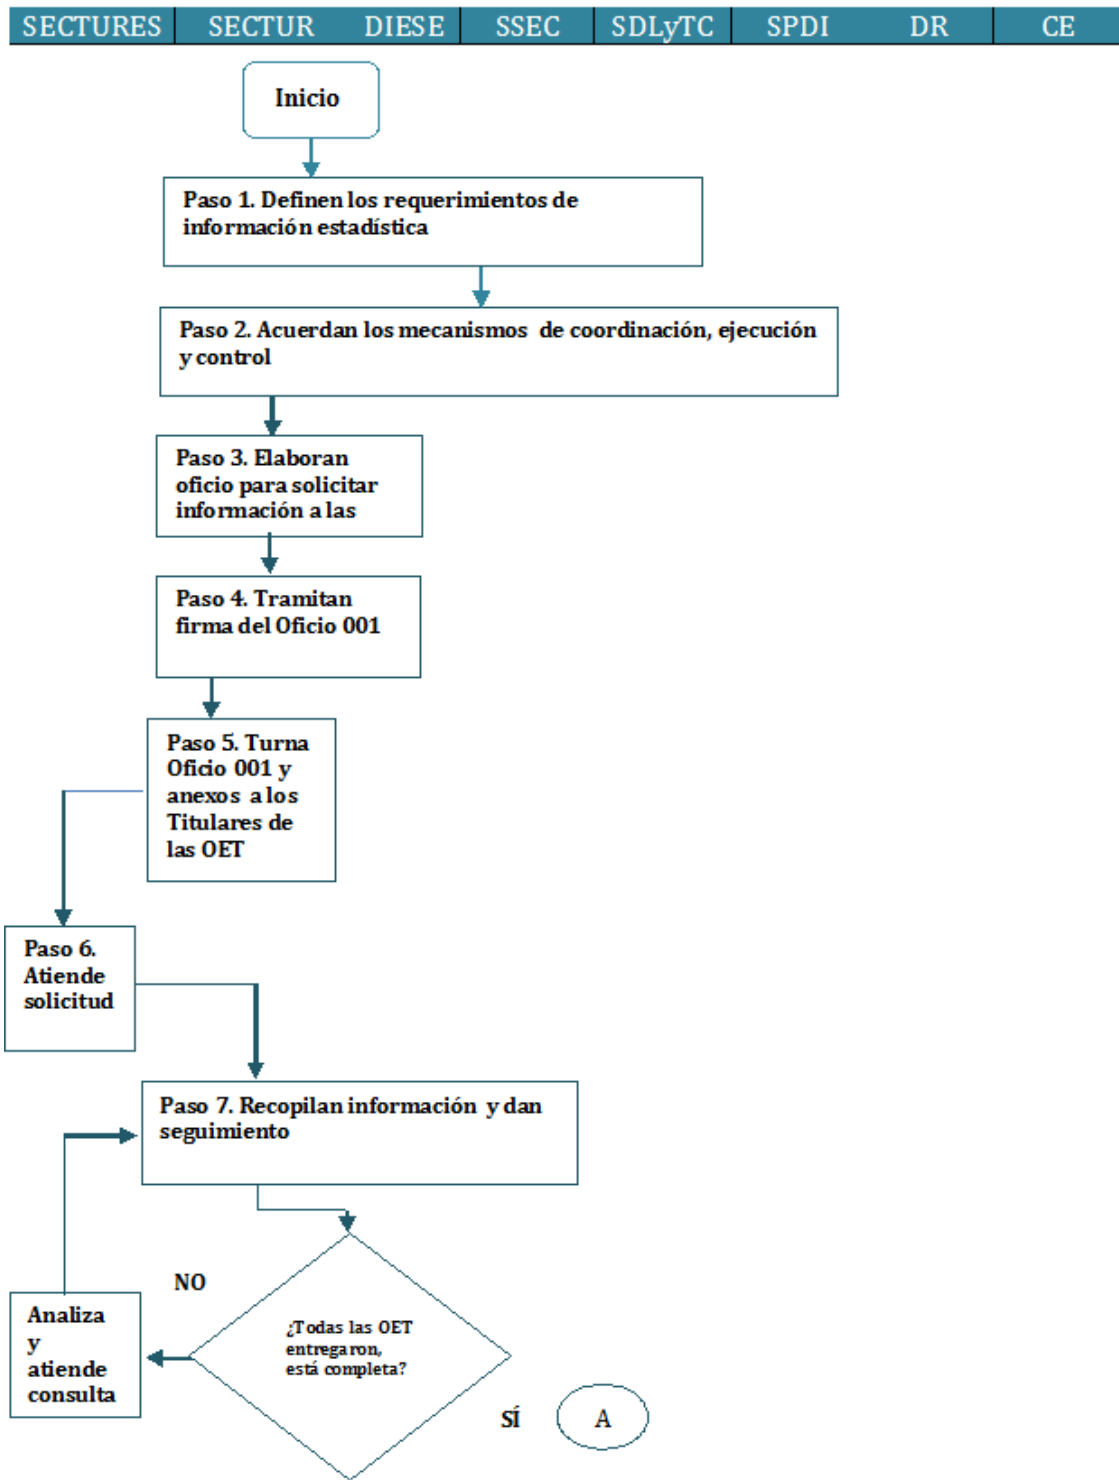 SECTURES SECTUR DIESE SSEC SDLyTC SPDI DR CE
Inicio
Paso 1. Definen los requerimientos de
información estadística
Paso 2. Acuerdan los mecanismos de coordinación, ejecución
y control
Paso 3. Elaboran
oficio para solicitar
información a las
Paso 4. Tramitan
firma del Oficio 001
Paso 5. Turna
Oficio 001 y
anexos a los
Titulares de
las OET
Paso 6.
Atiende
solicitud
Paso 7. Recopilan información y dan
seguimiento
NO
Analiza
y
atiende
consulta
¿Todas las OET
entregaron,
está completa?
SÍ
A